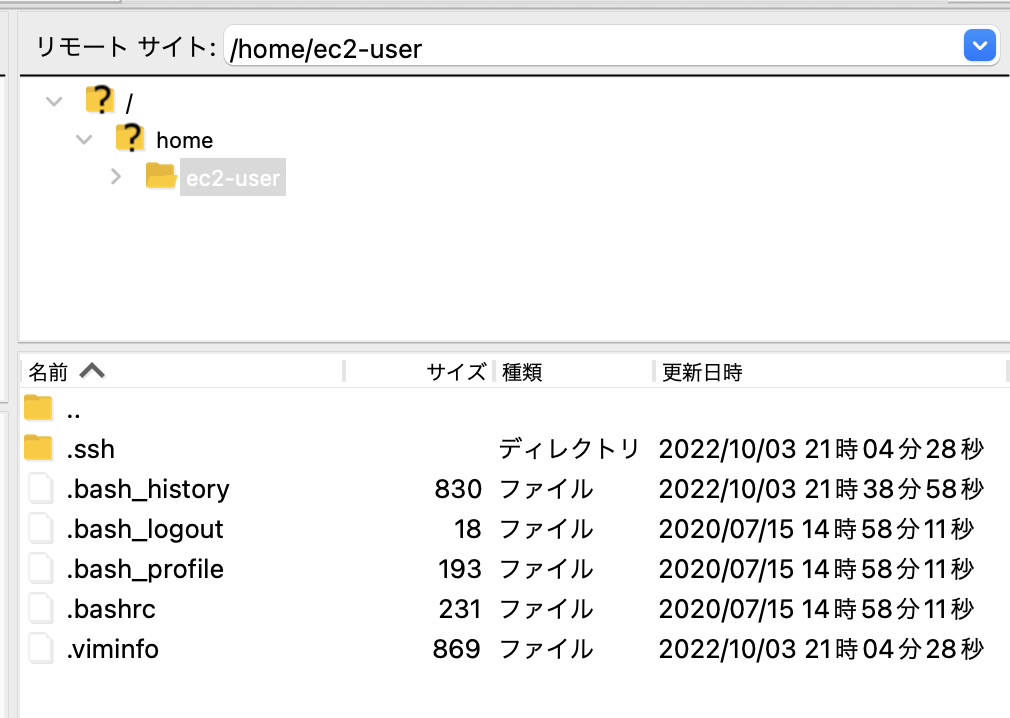 リモート サイト: /home/ec2-user
/
home
ec2-user
名前 サイズ 種類 更新日時
..
.ssh ディレクトリ 2022/10/03 21時04分28秒
.bash_history 830 ファイル 2022/10/03 21時38分58秒
.bash_logout 18 ファイル 2020/07/15 14時58分11秒
.bash_profile 193 ファイル 2020/07/15 14時58分11秒
.bashrc 231 ファイル 2020/07/15 14時58分11秒
.viminfo 869 ファイル 2022/10/03 21時04分28秒